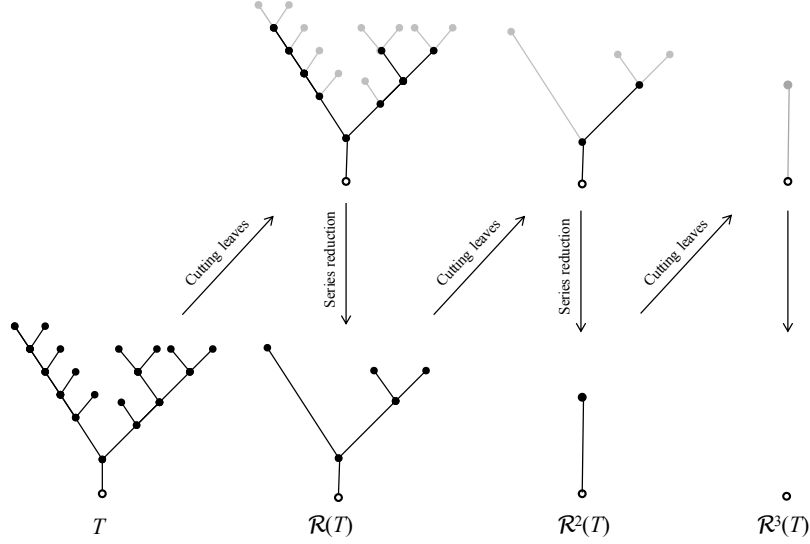 Cutting leaves
Series reduction
Cutting leaves
Series reduction
Cutting leaves
T
R(T)
R²(T)
R³(T)